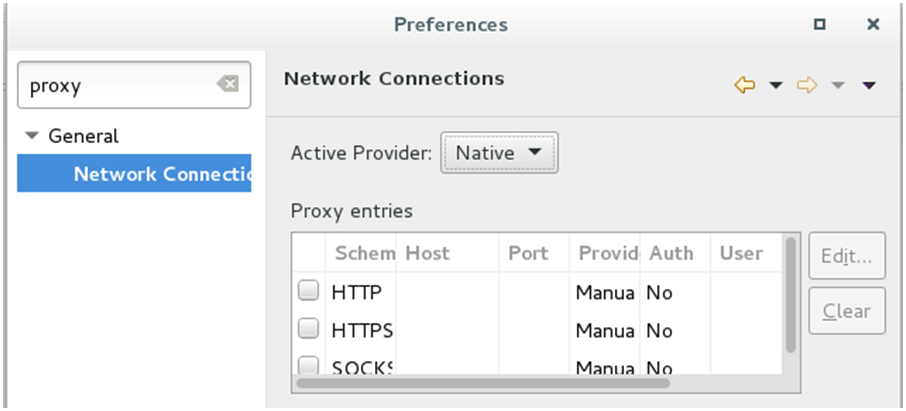 Preferences
proxy
General
Network Connectic
Network Connections
Active Provider: Native
Proxy entries
Schem Host Port Provid Auth User
HTTP Manua No
HTTPS Manua No
SOCKS Manua No
Edit...
Clear